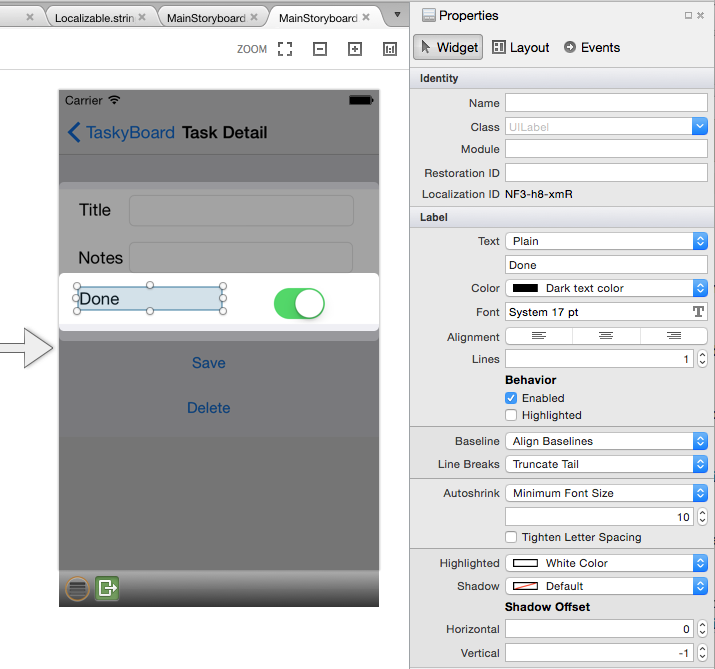 Localizable.strin
MainStoryboard
MainStoryboard
ZOOM
Carrier
TaskyBoard Task Detail
Title
Notes
Done
Save
Delete
Properties
Widget Layout Events
Identity
Name
Class UILabel
Module
Restoration ID
Localization ID NF3-h8-xmR
Label
Text Plain
Done
Color Dark text color
Font System 17 pt T
Alignment
Lines 1
Behavior
Enabled
Highlighted
Baseline Align Baselines
Line Breaks Truncate Tail
Autoshrink Minimum Font Size
10
Tighten Letter Spacing
Highlighted White Color
Shadow Default
Shadow Offset
Horizontal 0
Vertical -1